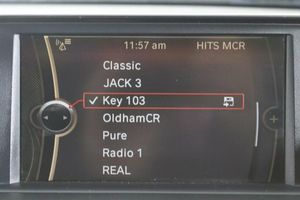 11:57 am HITS MCR
Classic
JACK 3
Key 103
OldhamCR
Pure
Radio 1
REAL